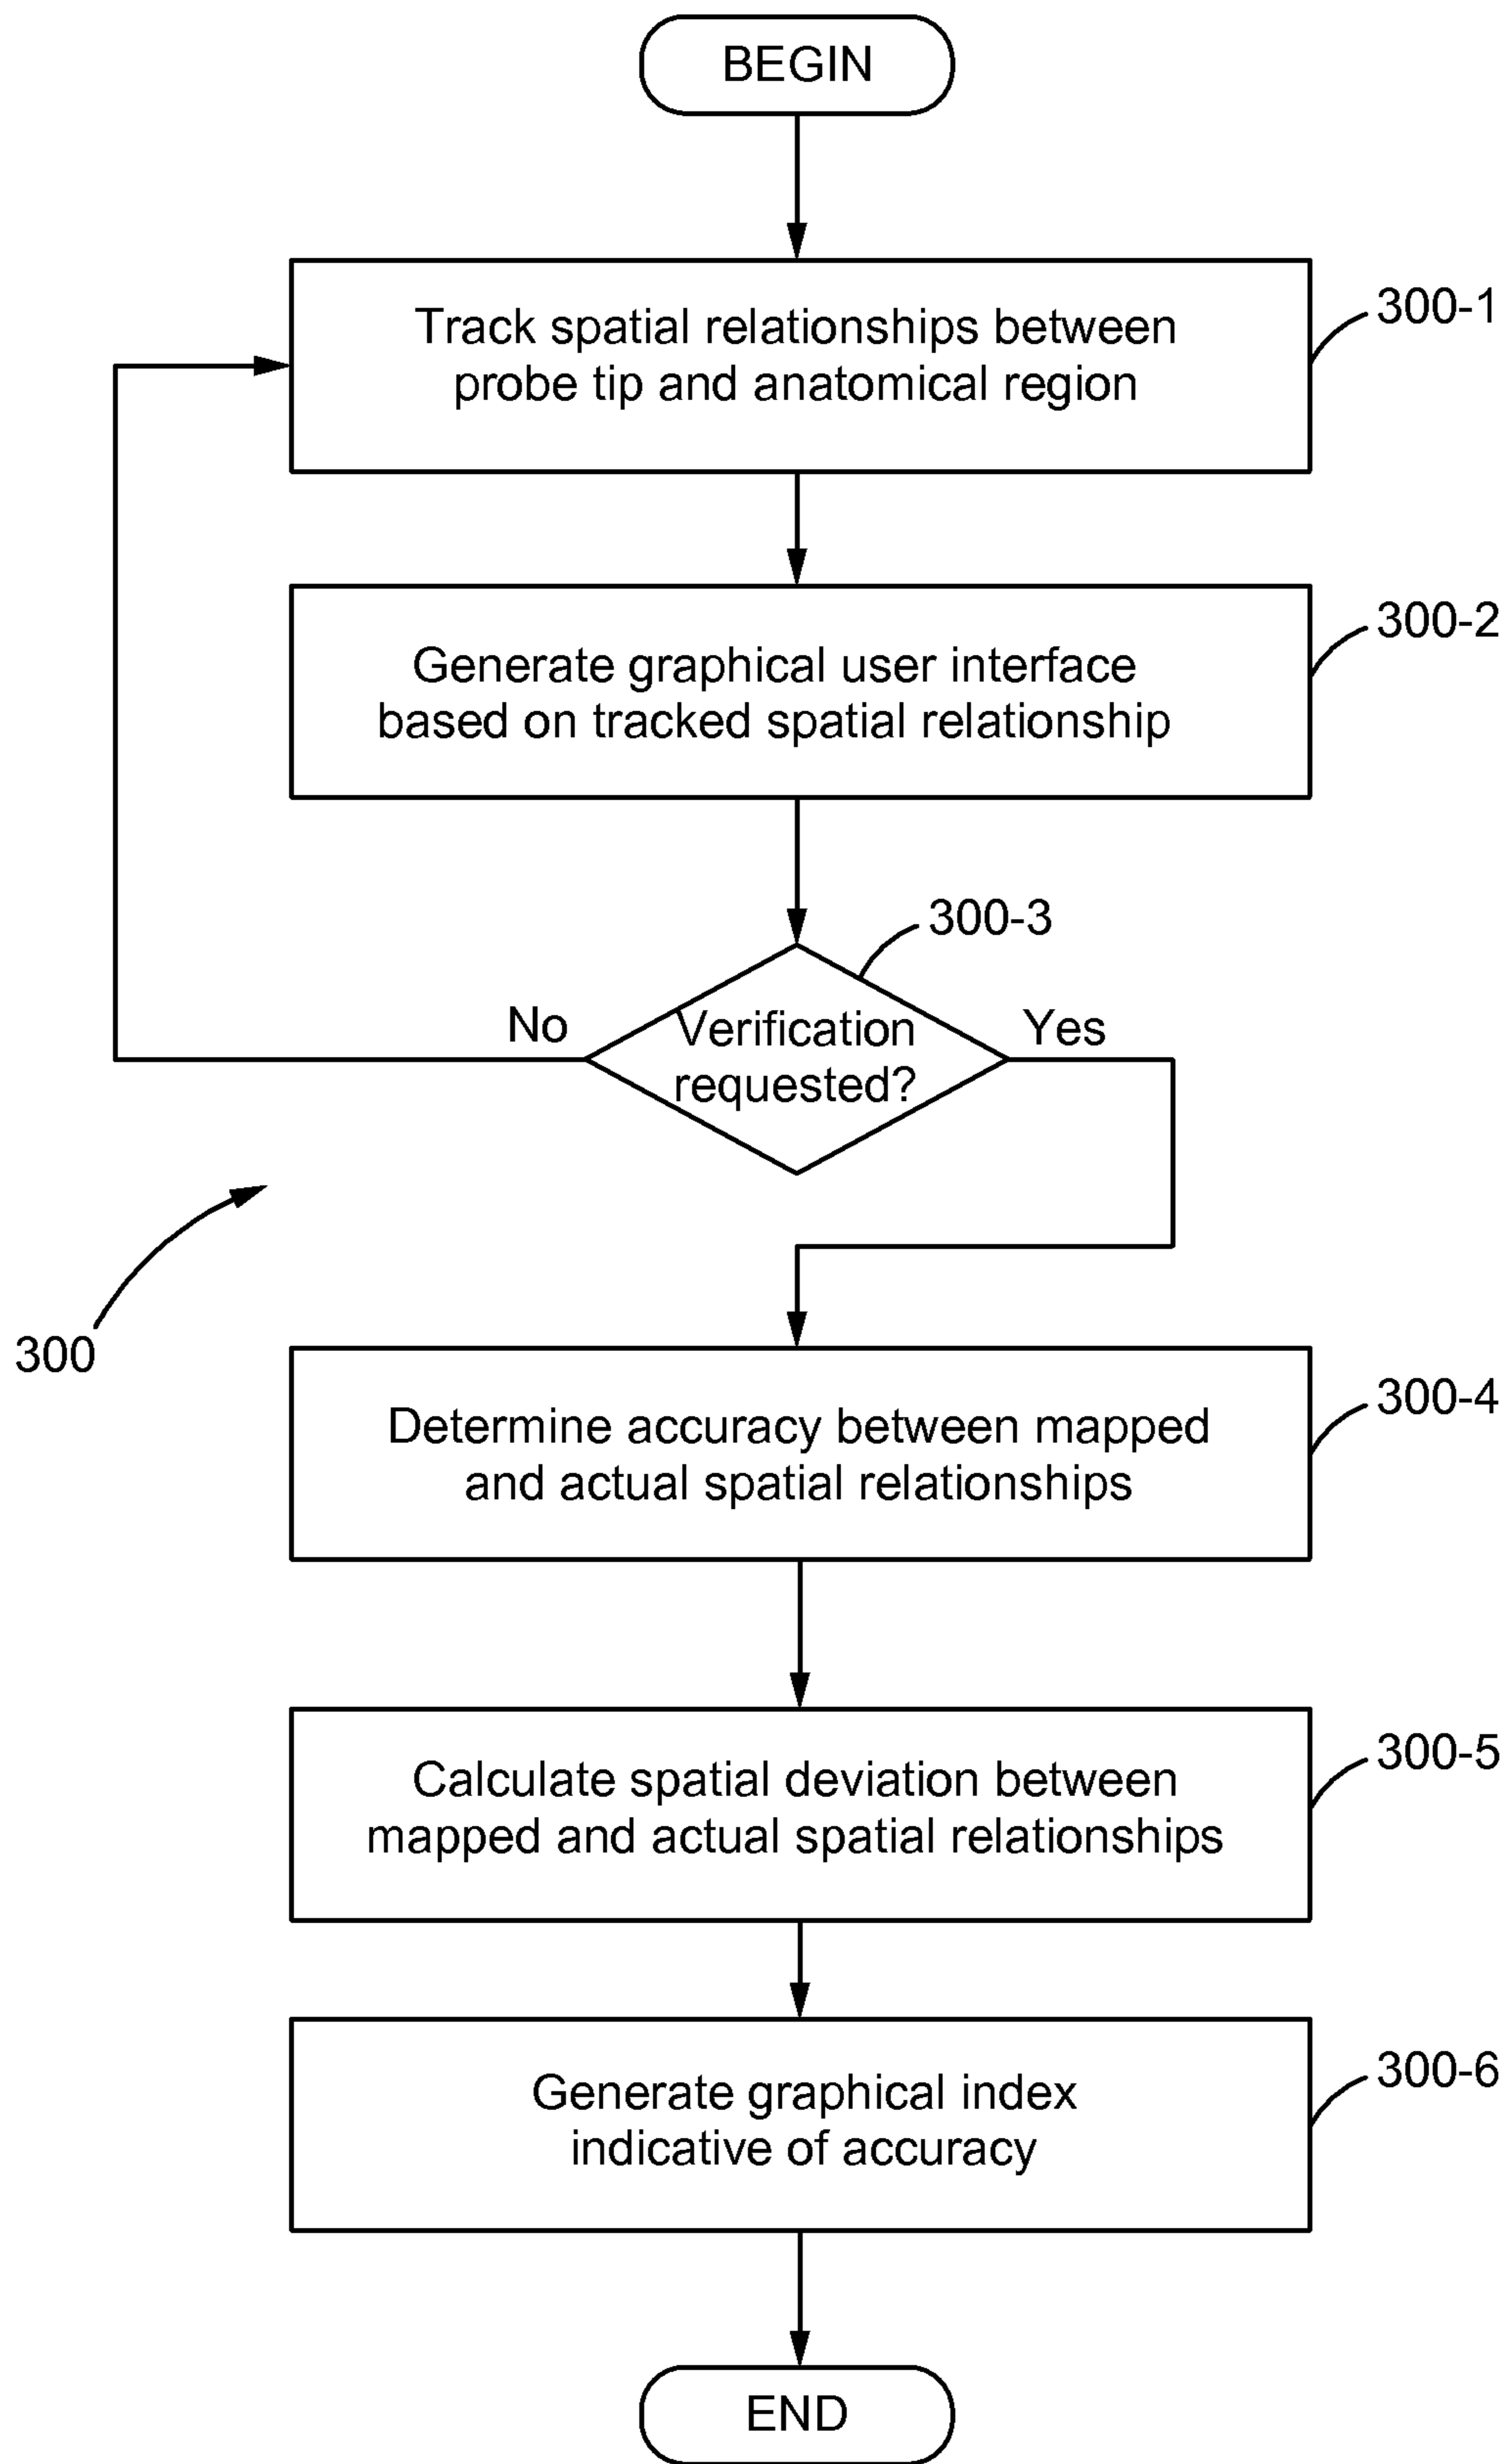 BEGIN
Track spatial relationships between
probe tip and anatomical region
300-1
Generate graphical user interface
based on tracked spatial relationship
300-2
300-3
No
Verification
requested?
Yes
300
Determine accuracy between mapped
and actual spatial relationships
300-4
Calculate spatial deviation between
mapped and actual spatial relationships
300-5
Generate graphical index
indicative of accuracy
300-6
END